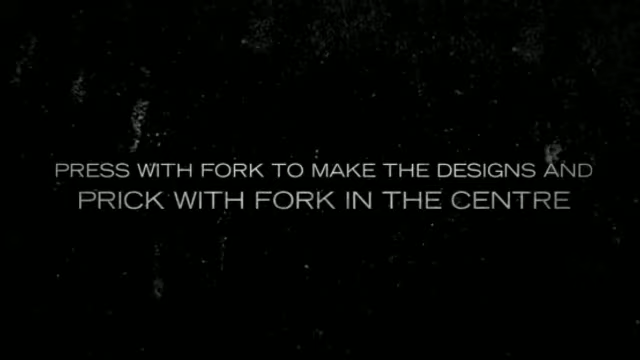 PRESS WITH FORK TO MAKE THE DESIGNS AND
PRICK WITH FORK IN THE CENTRE